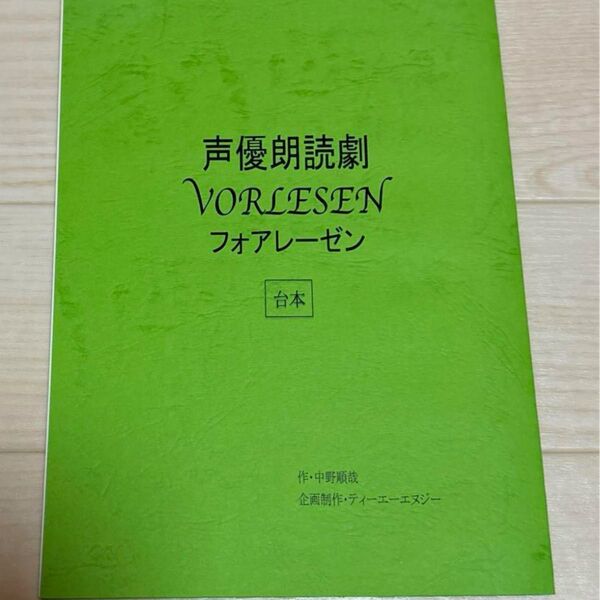 声優朗読劇
VORLESEN
フォアレーゼン
台本
作・中野順哉
企画制作・ティーエーエヌジー